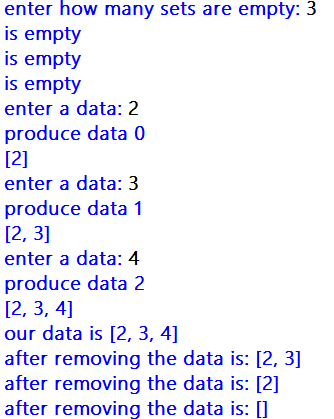 enter how many sets are empty: 3
is empty
is empty
is empty
enter a data: 2
produce data 0
[2]
enter a data: 3
produce data 1
[2, 3]
enter a data: 4
produce data 2
[2, 3, 4]
our data is [2, 3, 4]
after removing the data is: [2, 3]
after removing the data is: [2]
after removing the data is: []